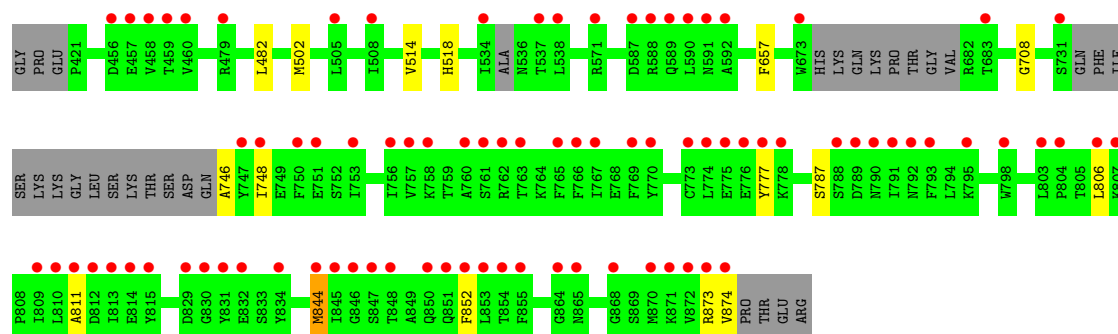 GLY PRO GLU P421 D456 E457 V458 T459 V460 R479 L482 M502 L505 I508 V514 H518 I534 ALA N536 T537 L538 R571 D587 R588 Q589 L590 N591 A592 F657 W673 HIS LYS GLN LYS PRO THR GLY VAL R682 T683 G708 S731 GLN PHE ILE
SER LYS LYS GLY LEU SER LYS THR SER ASP GLN A746 Y747 I748 E749 F750 E751 S752 I753 I756 V757 K758 T759 A760 S761 R762 T763 K764 F765 F766 I767 E768 F769 Y770 C773 L774 E775 E776 Y777 K778 S787 S788 D789 N790 I791 N792 F793 L794 K795 W798 L803 P804 T805 L806
P808 I809 L810 A811 D812 I813 E814 Y815 D829 G830 Y831 E832 S833 Y834 M844 I845 G846 S847 T848 A849 Q850 Q851 F852 L853 T854 F855 G864 N865 G868 S869 M870 K871 V872 R873 V874 PRO THR GLU ARG